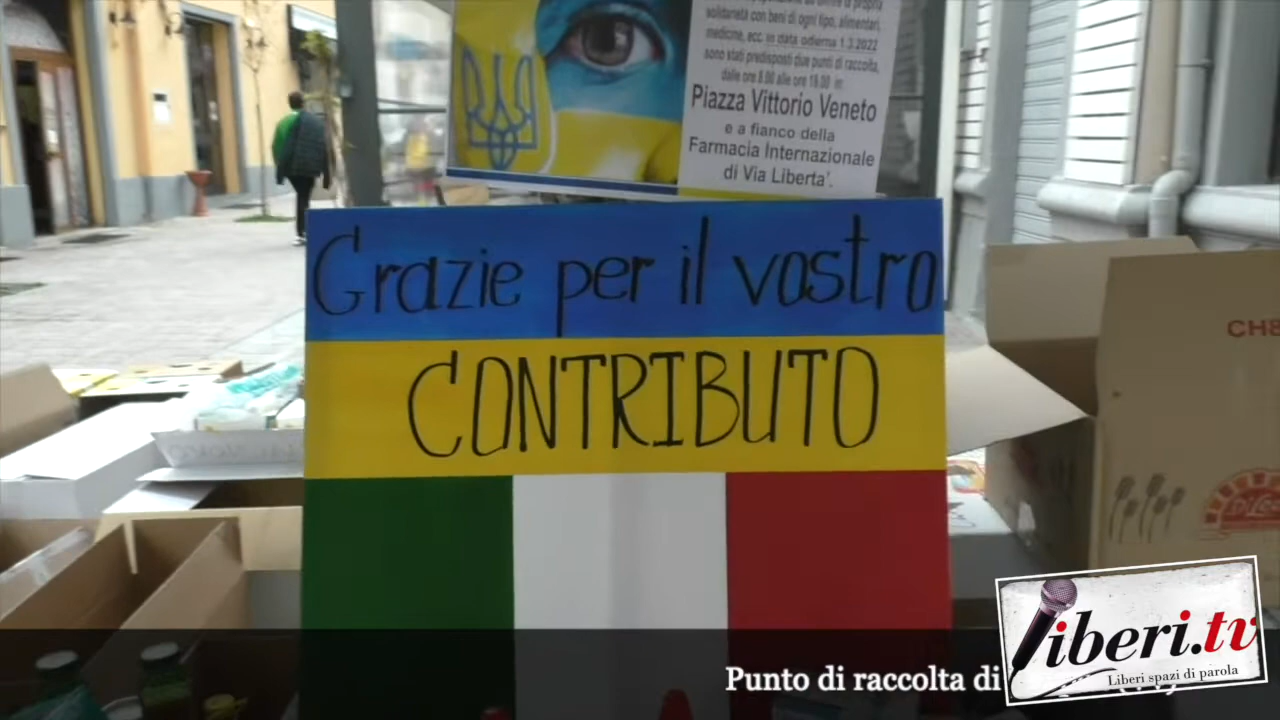 solidarietà con beni di ogni tipo, alimentari,
medicine, ecc. in data odierna 1.3.2022
sono stati predisposti due punti di raccolta,
dalle ore 8.00 alle ore 19.00 in:
Piazza Vittorio Veneto
e a fianco della
Farmacia Internazionale
di Via Liberta'.
Grazie per il vostro
CONTRIBUTO
Punto di raccolta di
liberi.tv
Liberi spazi di parola